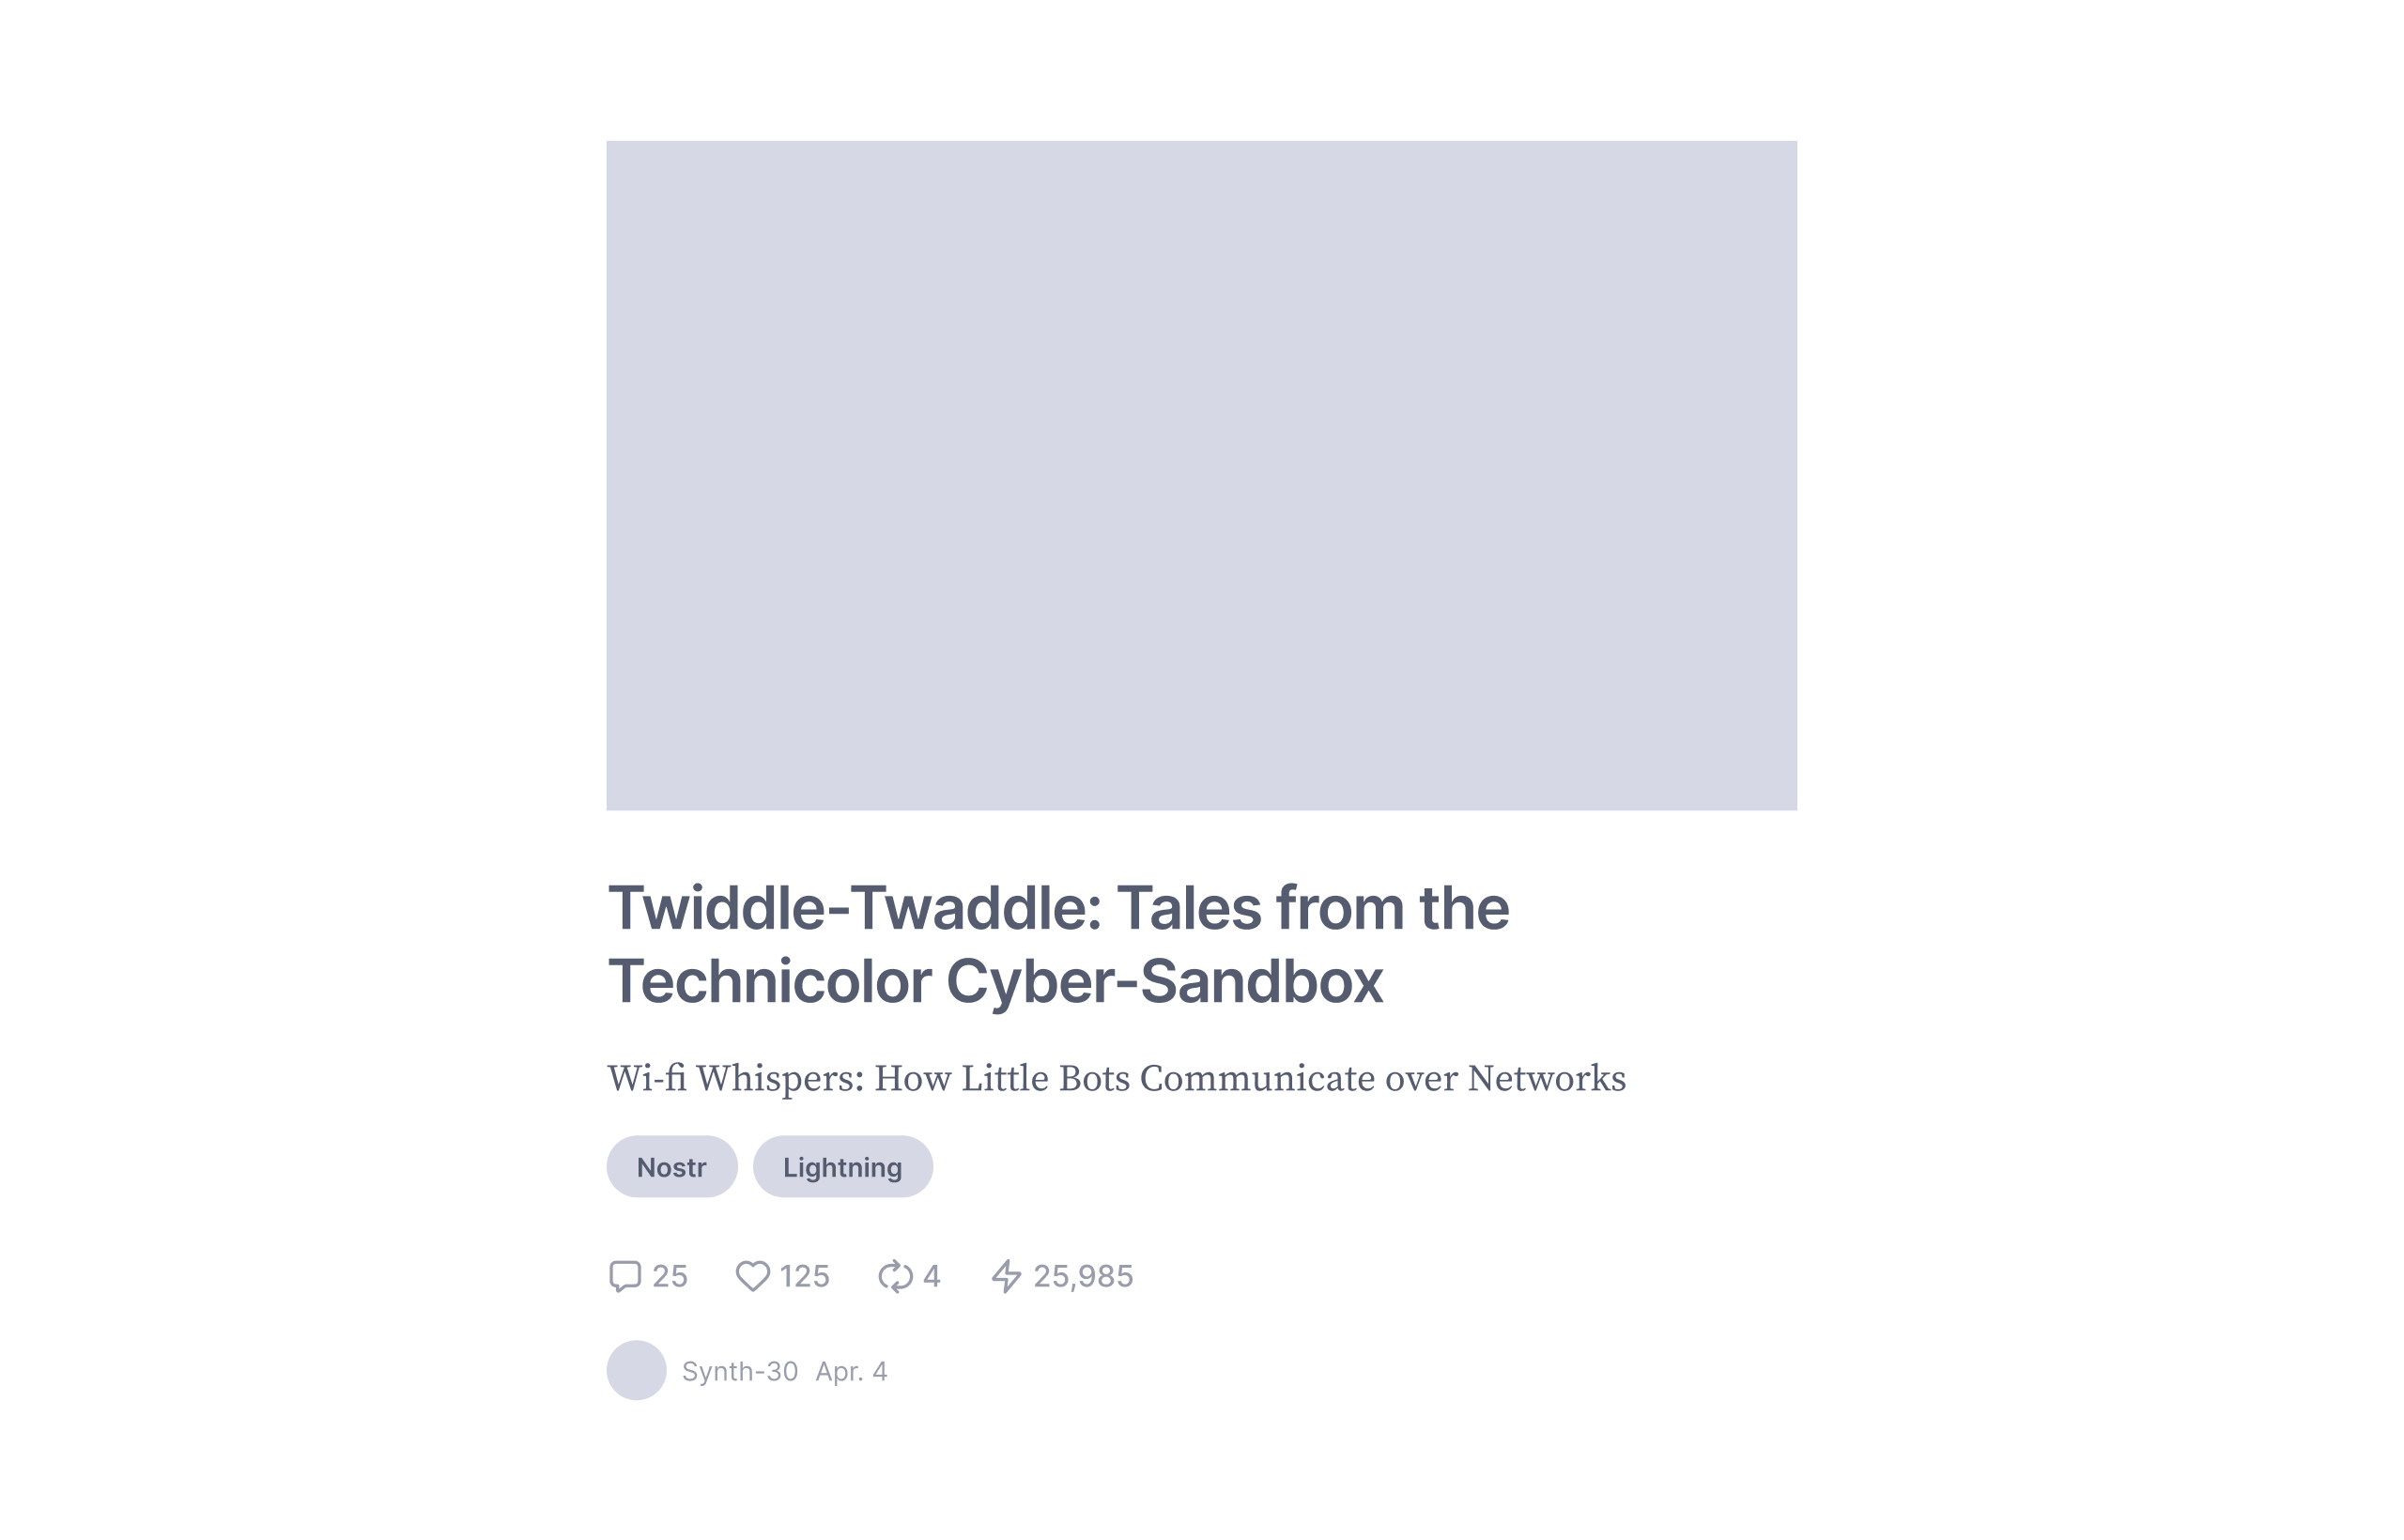 Twiddle-Twaddle: Tales from the
Technicolor Cyber-Sandbox
Wi-fi Whispers: How Little Bots Communicate over Networks
Nostr Lightning
25 125 4 25,985
Synth-30 Apr. 4